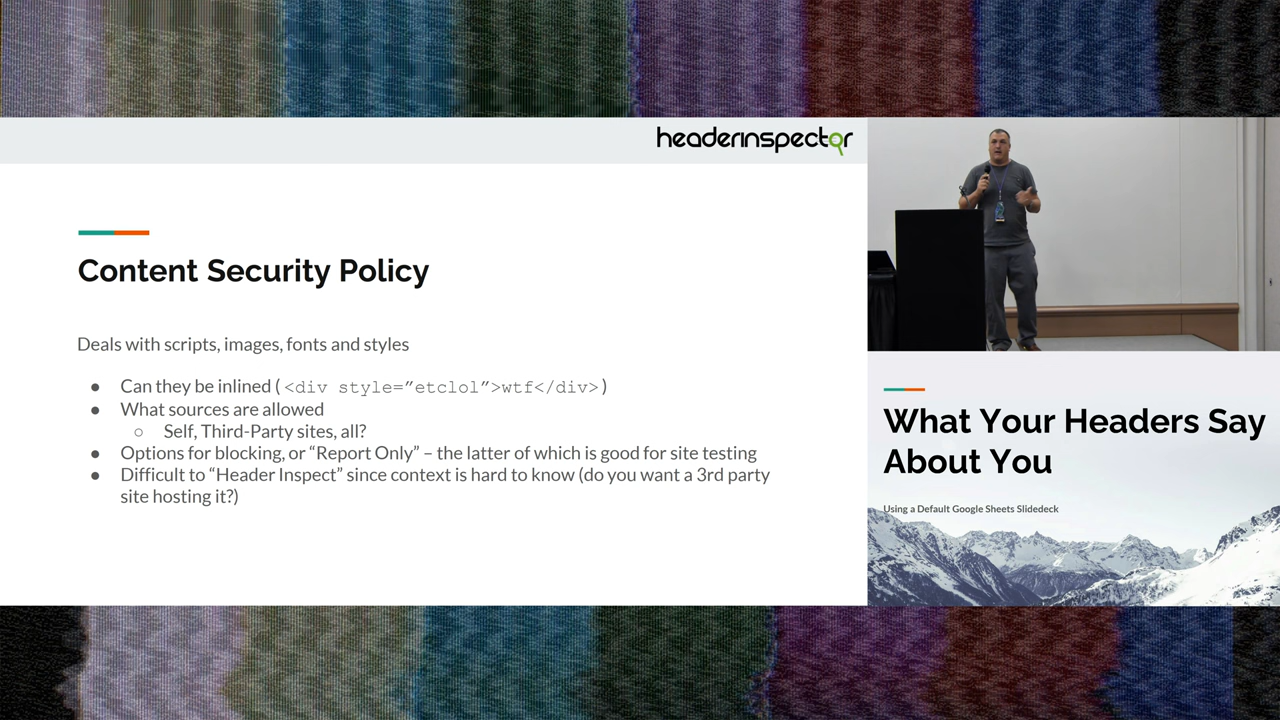 headerinspector
Content Security Policy
Deals with scripts, images, fonts and styles
● Can they be inlined ( <div style=”etclol”>wtf</div> )
● What sources are allowed
○ Self, Third-Party sites, all?
● Options for blocking, or “Report Only” – the latter of which is good for site testing
● Difficult to “Header Inspect” since context is hard to know (do you want a 3rd party
site hosting it?)
What Your Headers Say
About You
Using a Default Google Sheets Slidedeck